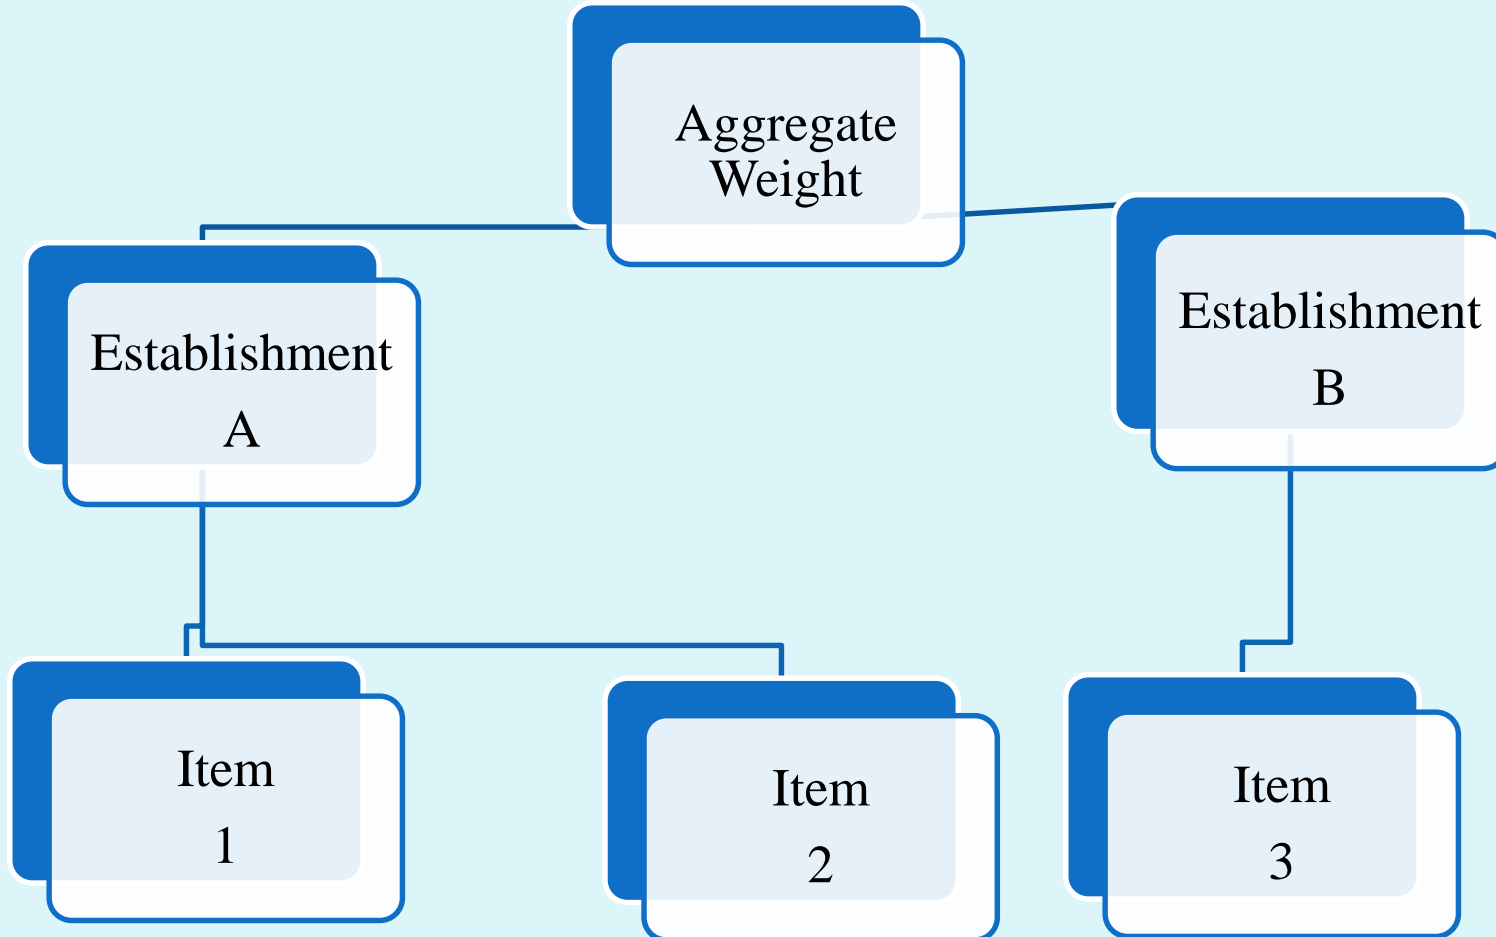 Aggregate
Weight
Establishment
A
Establishment
B
Item
1
Item
2
Item
3